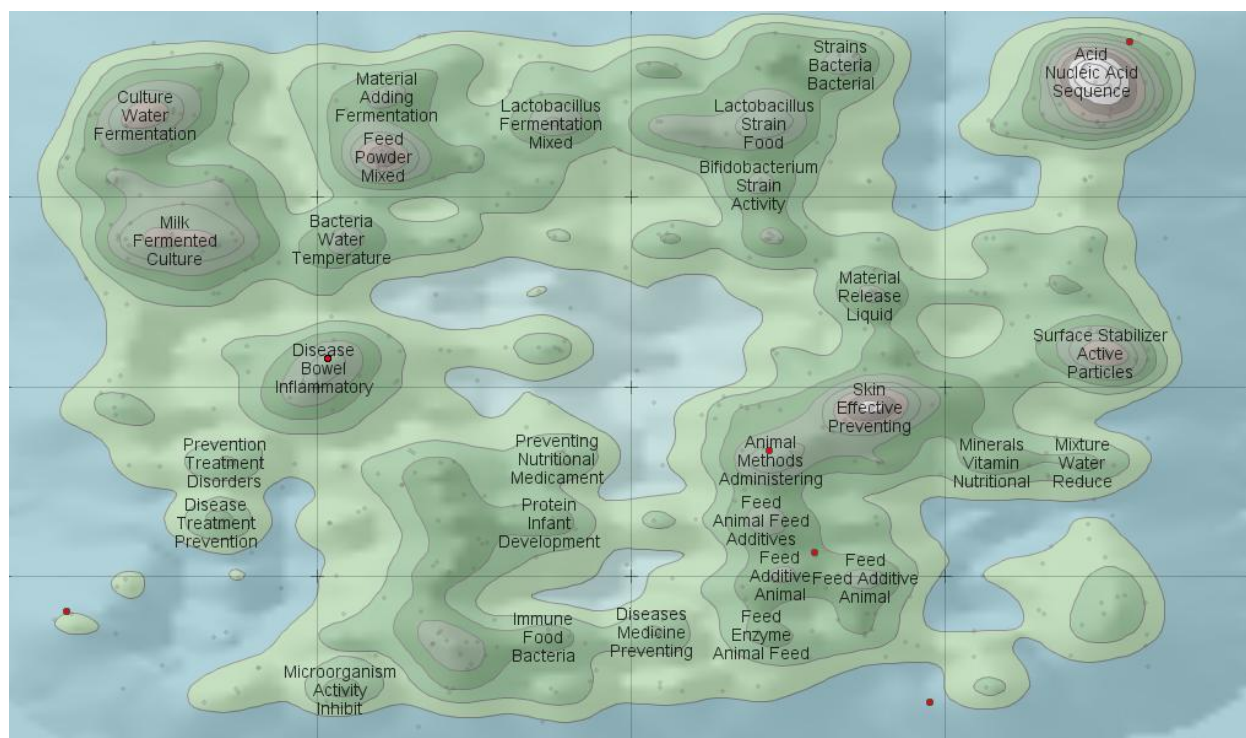 Strains
Bacteria
Bacterial
Acid
Nucleic Acid
Sequence
Culture
Water
Fermentation
Material
Adding
Fermentation
Feed
Powder
Mixed
Lactobacillus
Fermentation
Mixed
Lactobacillus
Strain
Food
Bifidobacterium
Strain
Activity
Milk
Fermented
Culture
Bacteria
Water
Temperature
Material
Release
Liquid
Surface Stabilizer
Active
Particles
Disease
Bowel
Inflammatory
Skin
Effective
Preventing
Prevention
Treatment
Disorders
Preventing
Nutritional
Medicament
Animal
Methods
Administering
Minerals
Vitamin
Nutritional
Mixture
Water
Reduce
Disease
Treatment
Prevention
Protein
Infant
Development
Feed
Animal Feed
Additives
Feed
Additive
Animal
Feed
Feed Additive
Animal
Immune
Food
Bacteria
Diseases
Medicine
Preventing
Feed
Enzyme
Animal Feed
Microorganism
Activity
Inhibit